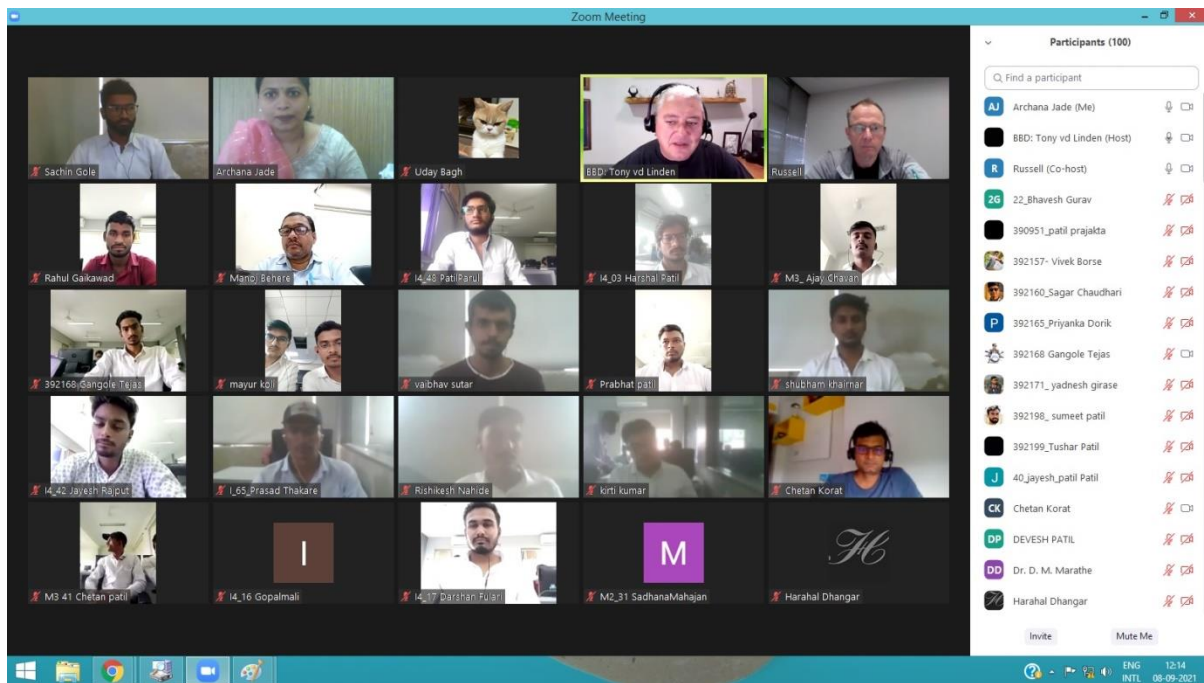 Zoom Meeting
Sachin Gole
Archana Jade
Uday Bagh
BBD: Tony vd Linden
Russell
Rahul Gaikawad
Manoj Behere
I4_48 PatilParul
I4_03 Harshal Patil
M3_ Ajay Chavan
392168 Gangole Tejas
mayur koli
vaibhav sutar
Prabhat patil
shubham khairnar
I4_42 Jayesh Rajput
I_65_Prasad Thakare
Rishikesh Nahide
kirti kumar
Chetan Korat
M3 41 Chetan patil
I
I4_16 Gopalmali
I4_17 Darshan Fulari
M
M2_31 SadhanaMahajan
H
Harahal Dhangar
Participants (100)
Find a participant
AJ Archana Jade (Me)
BBD: Tony vd Linden (Host)
R Russell (Co-host)
2G 22_Bhavesh Gurav
390951_patil prajakta
392157- Vivek Borse
392160_Sagar Chaudhari
P 392165_Priyanka Dorik
392168 Gangole Tejas
392171_ yadnesh girase
392198_ sumeet patil
392199_Tushar Patil
J 40_jayesh_patil Patil
CK Chetan Korat
DP DEVESH PATIL
DD Dr. D. M. Marathe
H Harahal Dhangar
Invite Mute Me
ENG 12:14
INTL 08-09-2021